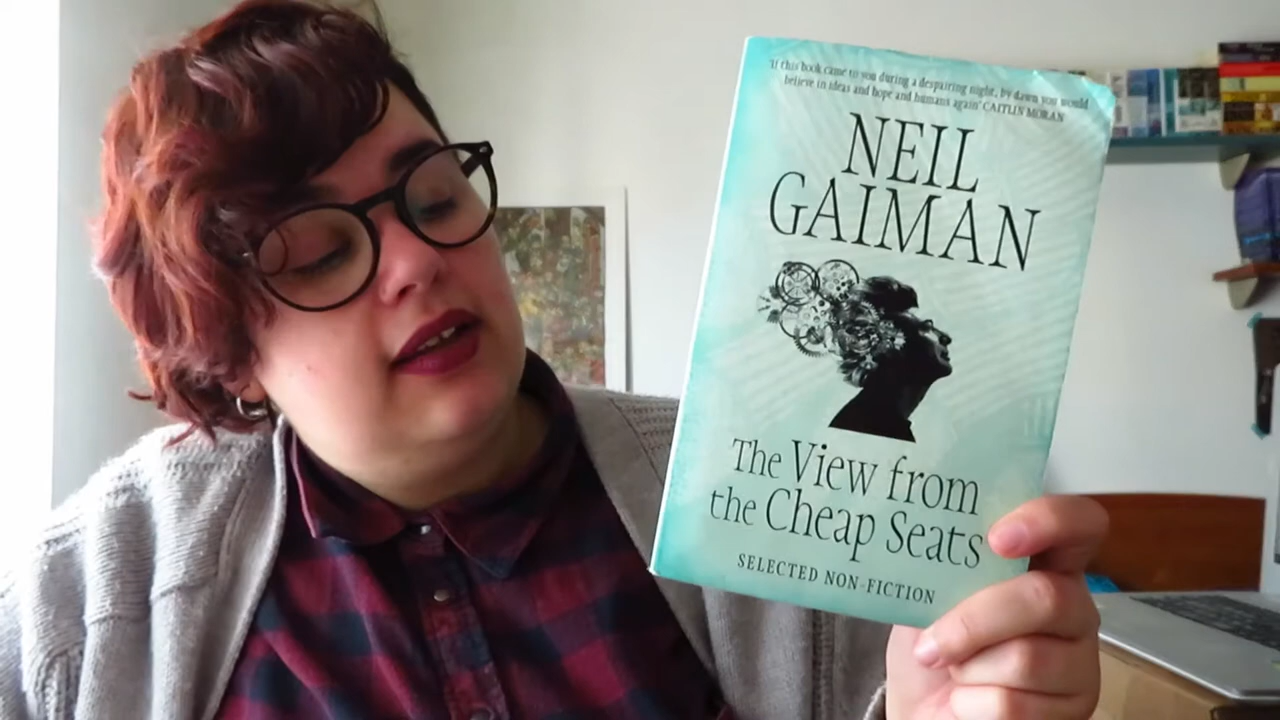 'If this book came to you during a despairing night, by dawn you would
believe in ideas and hope and humans again' CAITLIN MORAN
NEIL
GAIMAN
The View from
the Cheap Seats
SELECTED NON-FICTION